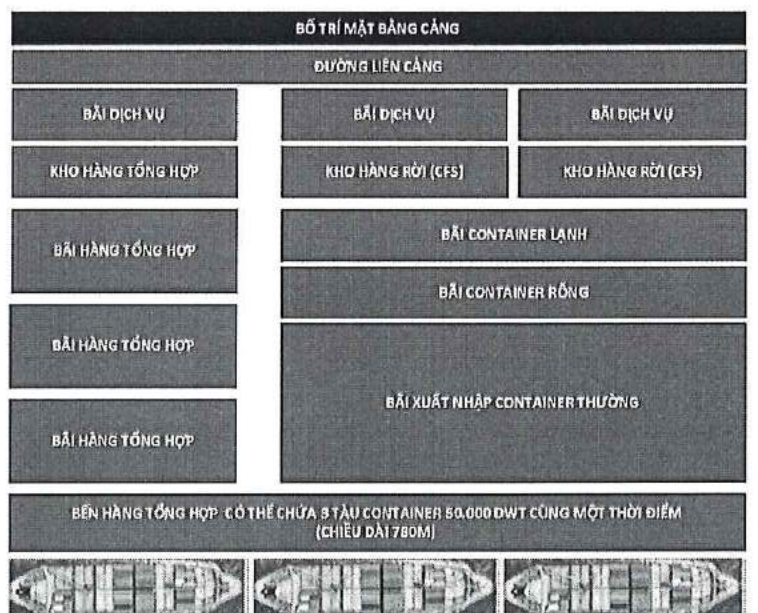 BỐ TRÍ MẶT BẰNG CẢNG
ĐƯỜNG LIÊN CẢNG
BÃI DỊCH VỤ
BÃI DỊCH VỤ
BÃI DỊCH VỤ
KHO HÀNG TỔNG HỢP
KHO HÀNG RỜI (CFS)
KHO HÀNG RỜI (CFS)
BÃI HÀNG TỔNG HỢP
BÃI CONTAINER LẠNH
BÃI CONTAINER RỖNG
BÃI HÀNG TỔNG HỢP
BÃI XUẤT NHẬP CONTAINER THƯỜNG
BÃI HÀNG TỔNG HỢP
BẾN HÀNG TỔNG HỢP CÓ THỂ CHỨA 3 TÀU CONTAINER 50.000 DWT CÙNG MỘT THỜI ĐIỂM
(CHIỀU DÀI 780M)